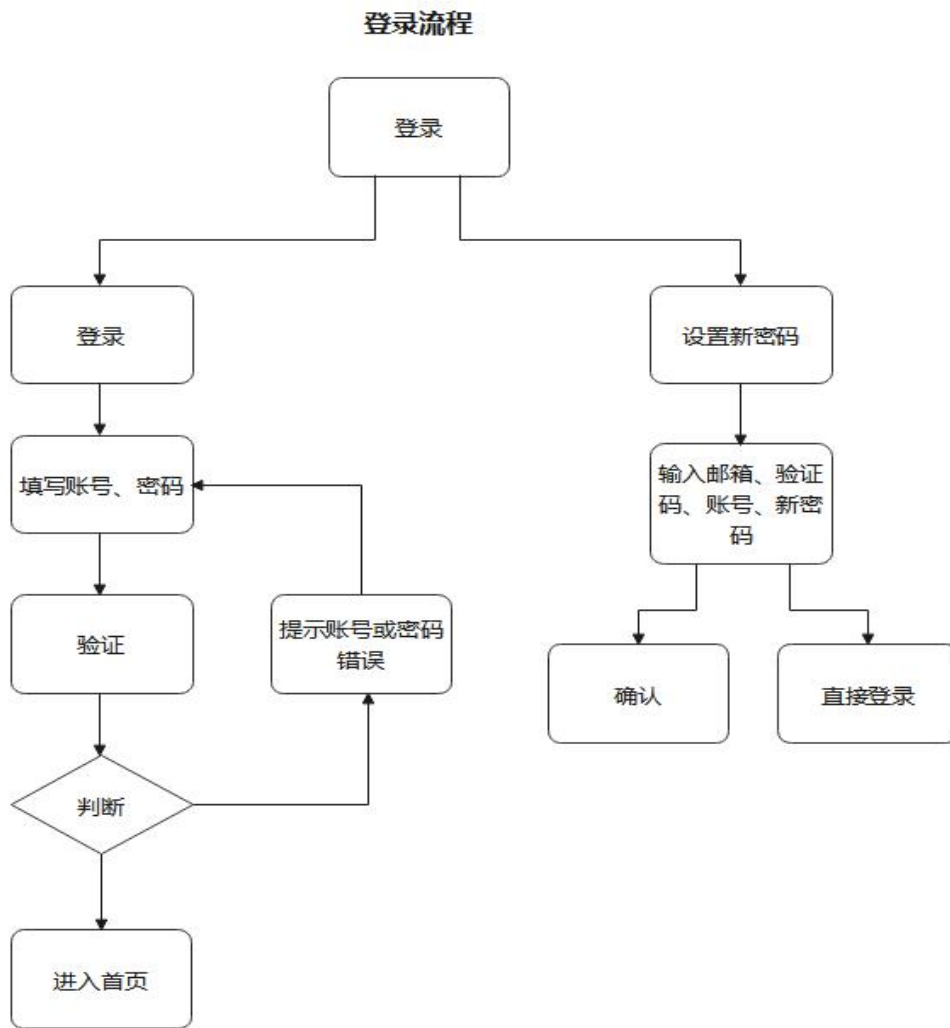 登录流程
登录
登录
设置新密码
填写账号、密码
输入邮箱、验证
码、账号、新密
码
验证
提示账号或密码
错误
确认
直接登录
判断
进入首页